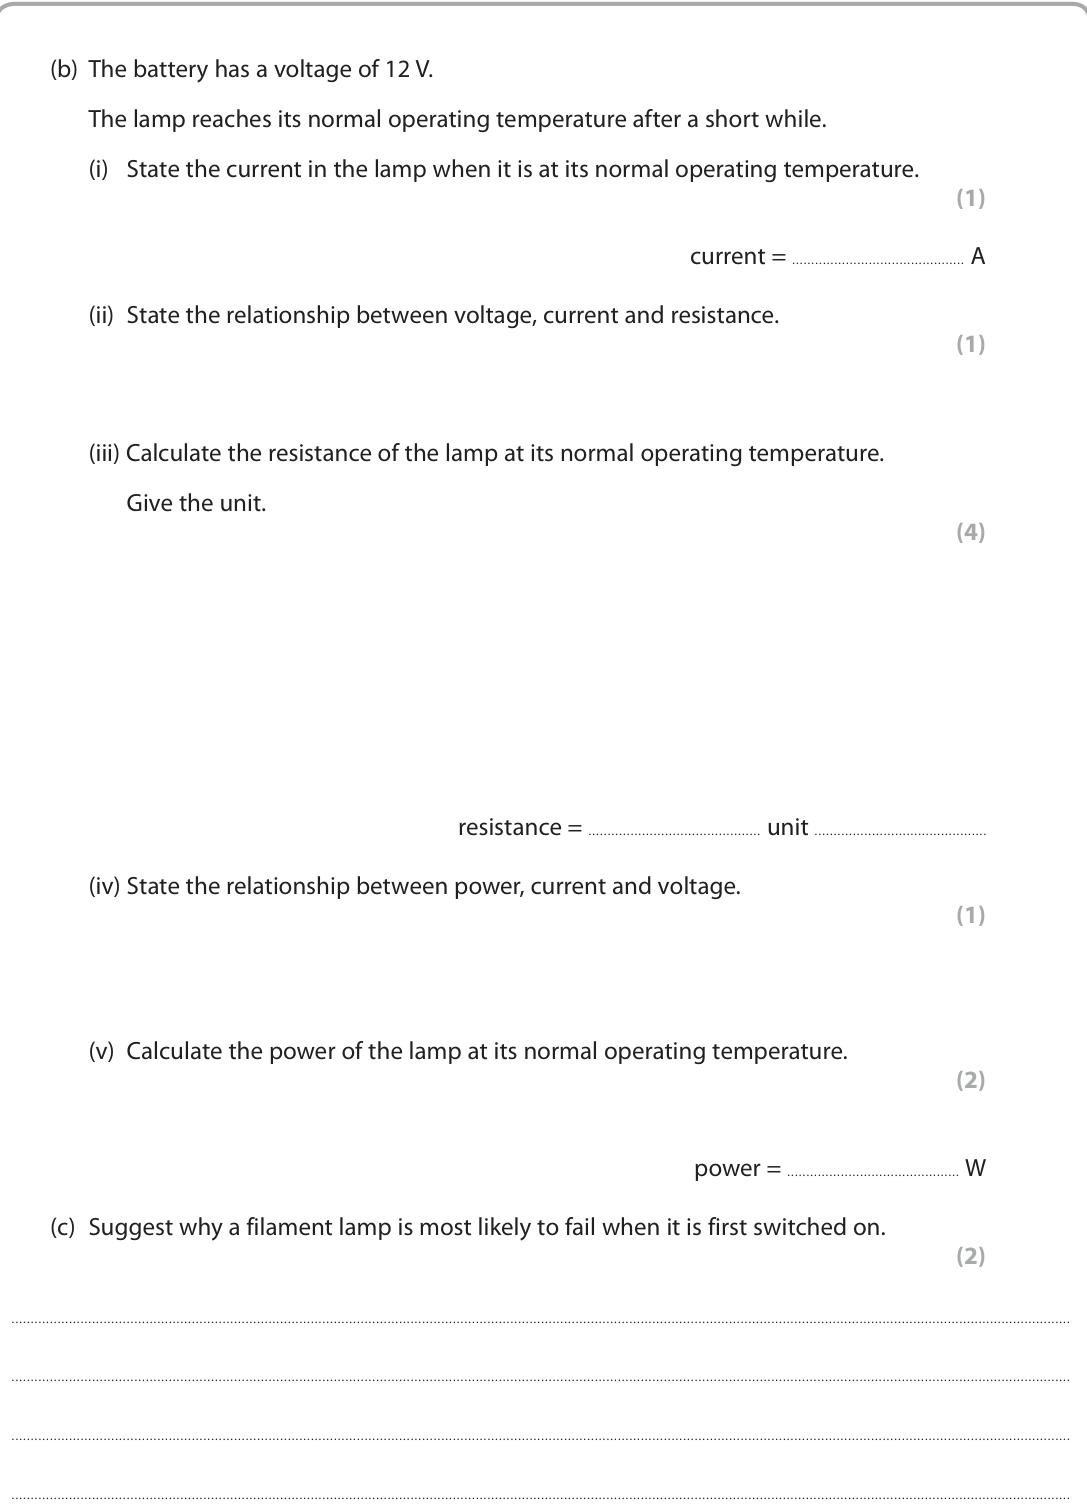 (b) The battery has a voltage of 12 V.
The lamp reaches its normal operating temperature after a short while.
(i) State the current in the lamp when it is at its normal operating temperature.
(1)
current = ............................................ A
(ii) State the relationship between voltage, current and resistance.
(1)
(iii) Calculate the resistance of the lamp at its normal operating temperature.
Give the unit.
(4)
resistance = ............................................ unit ............................................
(iv) State the relationship between power, current and voltage.
(1)
(v) Calculate the power of the lamp at its normal operating temperature.
(2)
power = ............................................ W
(c) Suggest why a filament lamp is most likely to fail when it is first switched on.
(2)